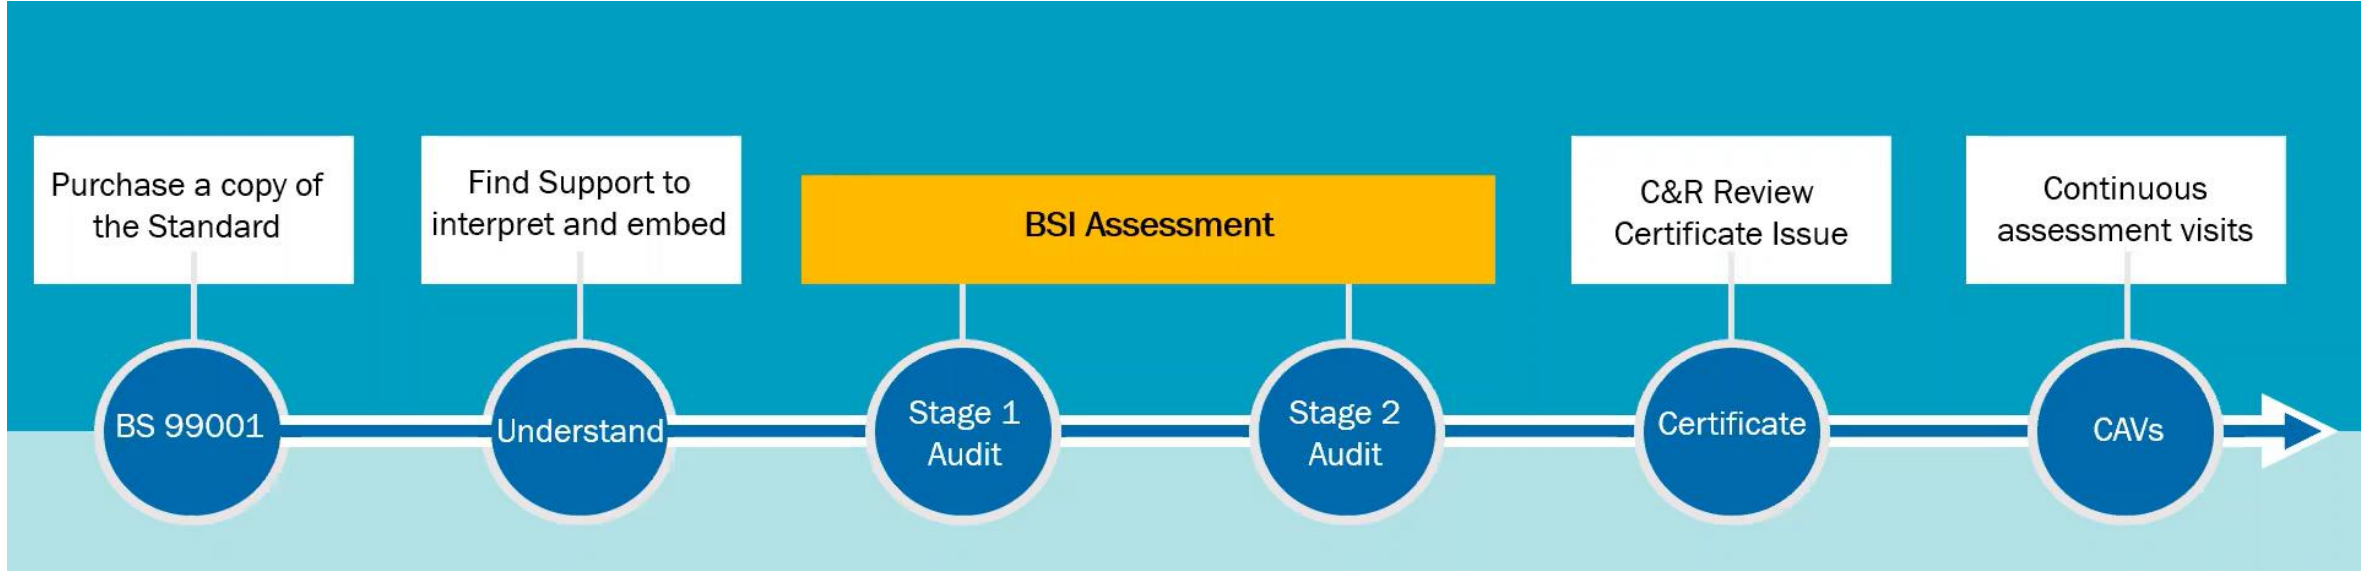 Purchase a copy of
the Standard
Find Support to
interpret and embed
BSI Assessment
C&R Review
Certificate Issue
Continuous
assessment visits
BS 99001
Understand
Stage 1
Audit
Stage 2
Audit
Certificate
CAVs